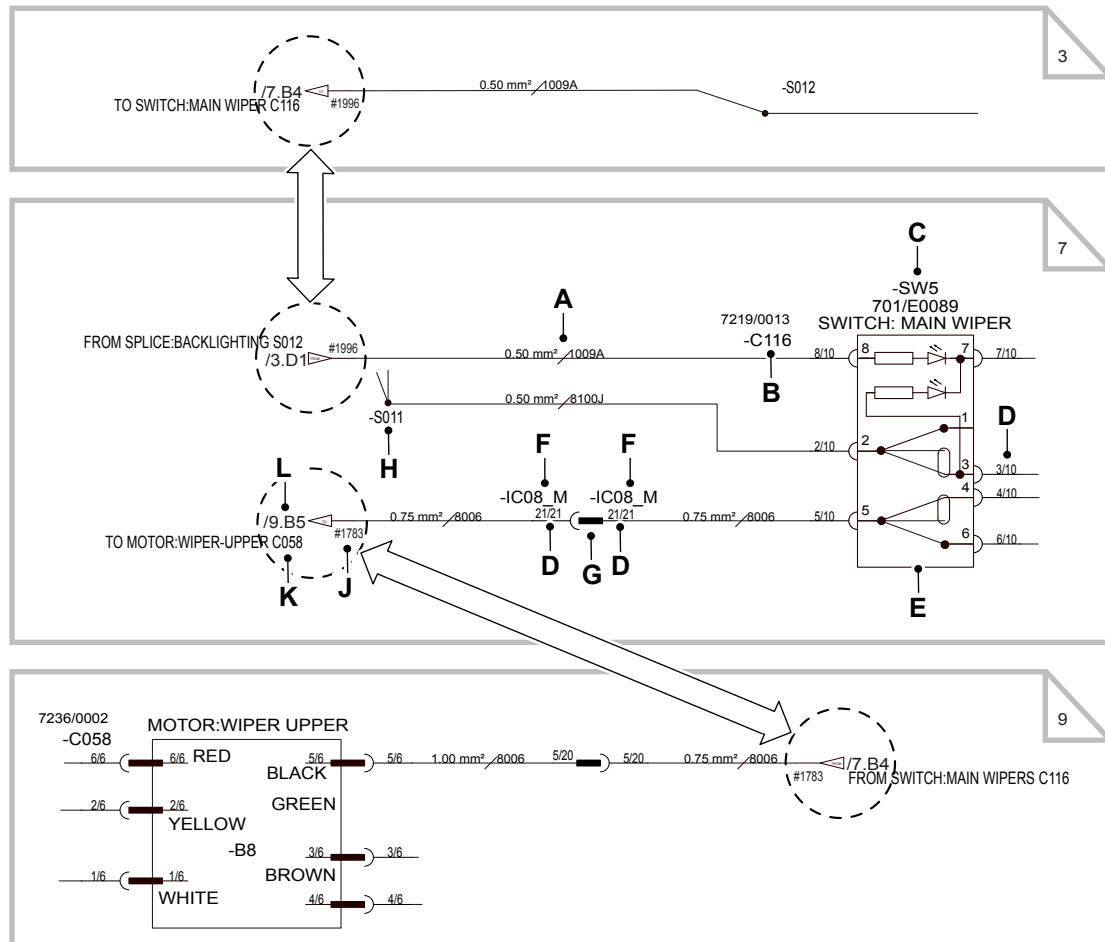 3
/7.B4
TO SWITCH:MAIN WIPER C116
#1996
0.50 mm² 1009A
-S012
7
C
-SW5
701/E0089
SWITCH: MAIN WIPER
A
7219/0013
-C116
FROM SPLICE:BACKLIGHTING S012
/3.D1
#1996
0.50 mm² 1009A
8/10
8
7
7/10
B
0.50 mm² 8100J
-S011
H
1
D
2/10
2
3
3/10
F
F
L
-IC08_M
-IC08_M
4
4/10
/9.B5
21/21
21/21
0.75 mm² 8006
0.75 mm² 8006
5/10
5
TO MOTOR:WIPER-UPPER C058
#1783
6
6/10
D
G
D
K
J
E
9
7236/0002
-C058
MOTOR:WIPER UPPER
6/6
6/6
RED
5/6
5/6
1.00 mm² 8006
5/20
5/20
0.75 mm² 8006
/7.B4
BLACK
#1783
FROM SWITCH:MAIN WIPERS C116
2/6
2/6
GREEN
YELLOW
-B8
3/6
3/6
1/6
1/6
BROWN
WHITE
4/6
4/6